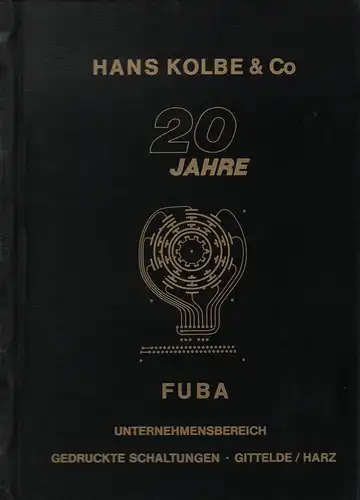 HANS KOLBE & Co
20
JAHRE
FUBA
UNTERNEHMENSBEREICH
GEDRUCKTE SCHALTUNGEN · GITTELDE / HARZ